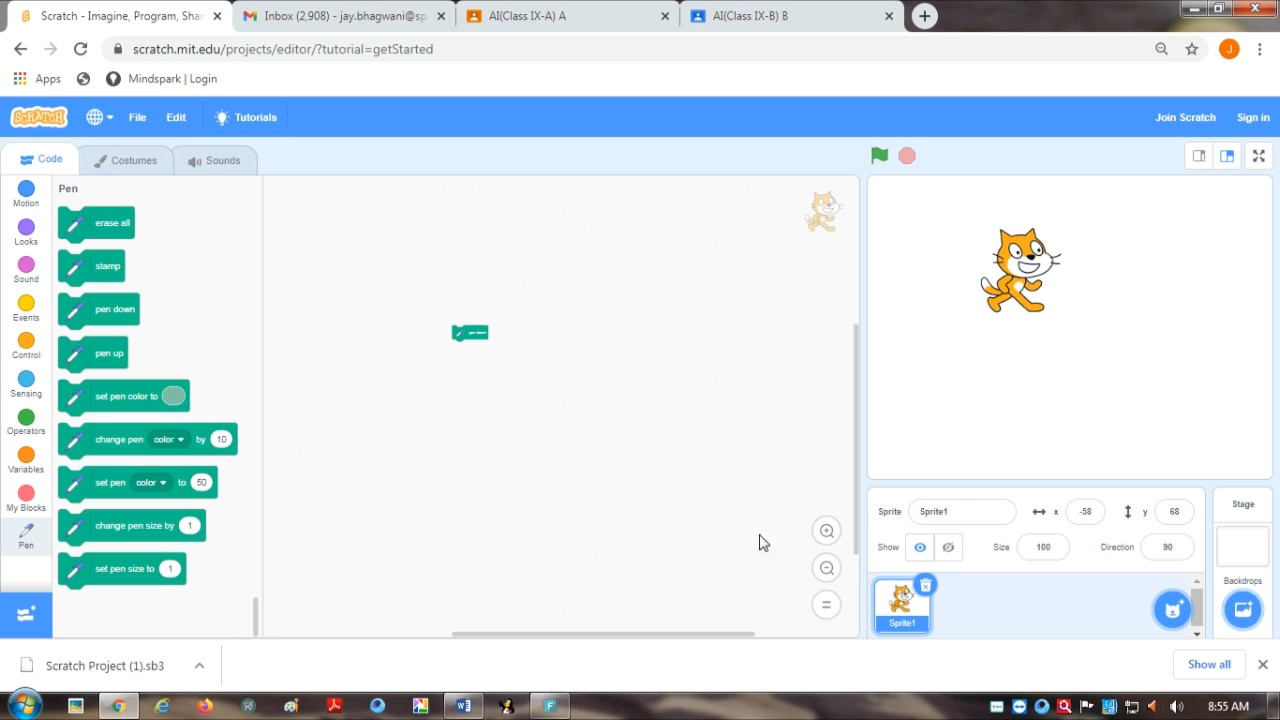 Scratch - Imagine, Program, Shar
Inbox (2,908) - jay.bhagwani@sp
AI(Class IX-A) A
AI(Class IX-B) B
scratch.mit.edu/projects/editor/?tutorial=getStarted
J
Apps
Mindspark | Login
SCRATCH
File
Edit
Tutorials
Join Scratch
Sign in
Code
Costumes
Sounds
Motion
Looks
Sound
Events
Control
Sensing
Operators
Variables
My Blocks
Pen
Pen
erase all
stamp
pen down
pen up
set pen color to
change pen color by 10
set pen color to 50
change pen size by 1
set pen size to 1
Sprite
Sprite1
x
-58
y
68
Show
Size
100
Direction
90
Sprite1
Stage
Backdrops
Scratch Project (1).sb3
Show all
8:55 AM